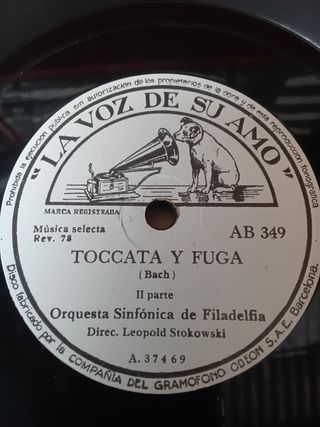 Prohibida la ejecución pública sin autorización de los propietarios de la obra y de esta reproducción fonográfica
"LA VOZ DE SU AMO"
MARCA REGISTRADA
Música selecta
Rev. 78
AB 349
TOCCATA Y FUGA
(Bach)
II parte
Orquesta Sinfónica de Filadelfia
Direc. Leopold Stokowski
A. 37469
Disco fabricado por la COMPAÑÍA DEL GRAMÓFONO ODEON S.A.E. Barcelona.